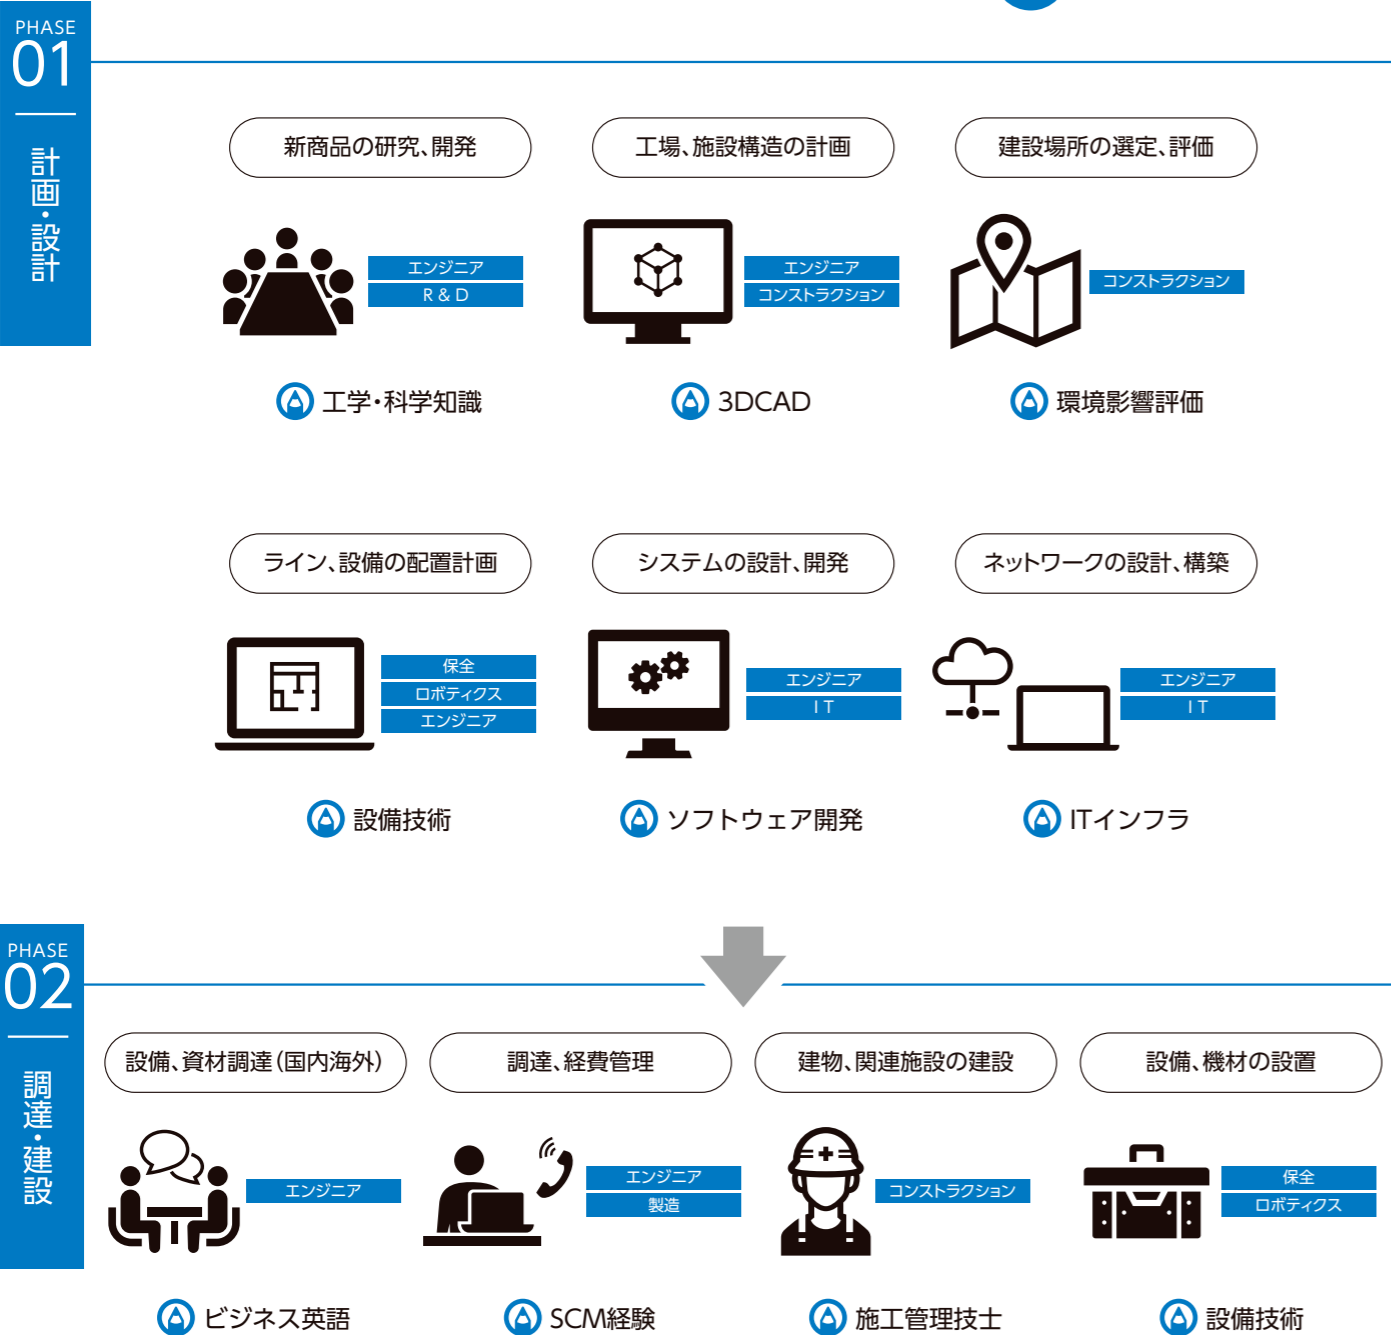 PHASE
01
計画・設計
新商品の研究、開発
工場、施設構造の計画
建設場所の選定、評価
エンジニア
R & D
エンジニア
コンストラクション
コンストラクション
工学・科学知識
3DCAD
環境影響評価
ライン、設備の配置計画
システムの設計、開発
ネットワークの設計、構築
保全
ロボティクス
エンジニア
エンジニア
I T
エンジニア
I T
設備技術
ソフトウェア開発
ITインフラ
PHASE
02
調達・建設
設備、資材調達(国内海外)
調達、経費管理
建物、関連施設の建設
設備、機材の設置
エンジニア
エンジニア
製造
コンストラクション
保全
ロボティクス
ビジネス英語
SCM経験
施工管理技士
設備技術